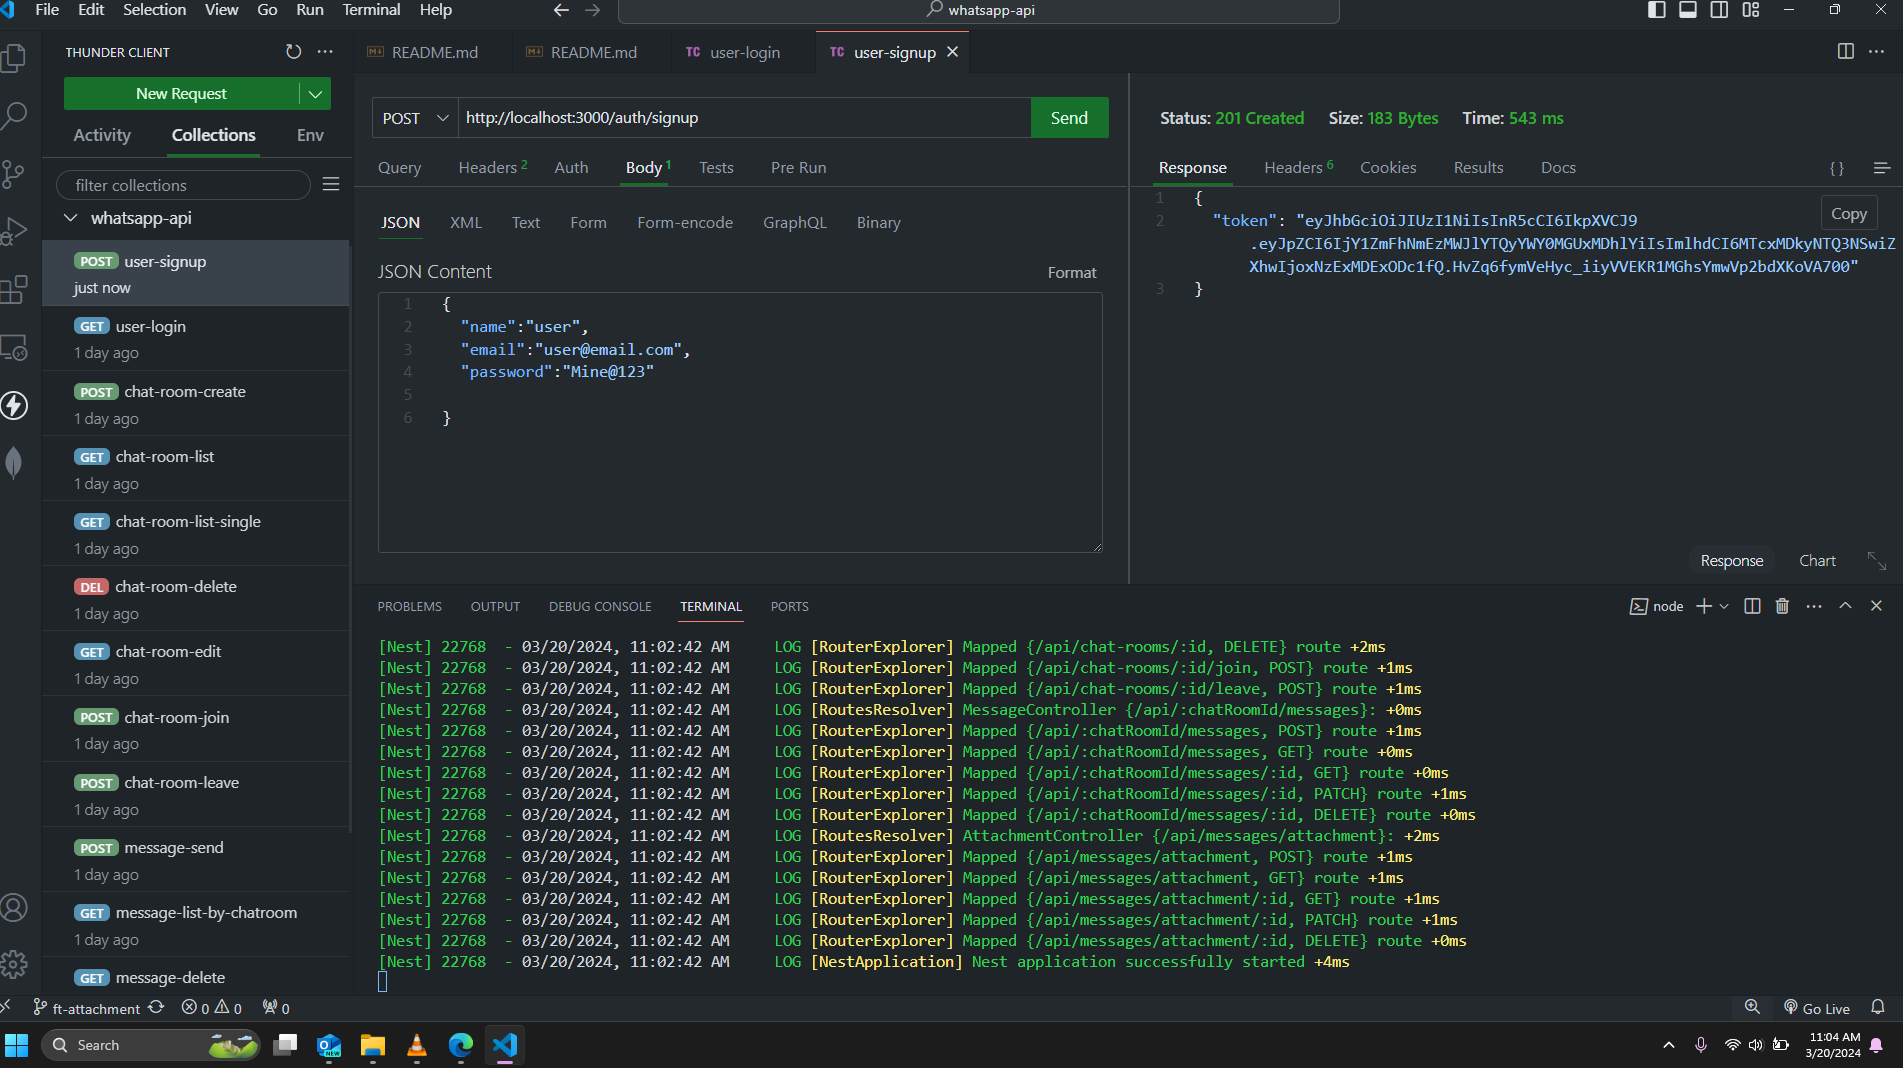 File Edit Selection View Go Run Terminal Help
whatsapp-api
THUNDER CLIENT
New Request
Activity Collections Env
filter collections
whatsapp-api
POST user-signup
just now
GET user-login
1 day ago
POST chat-room-create
1 day ago
GET chat-room-list
1 day ago
GET chat-room-list-single
1 day ago
DEL chat-room-delete
1 day ago
GET chat-room-edit
1 day ago
POST chat-room-join
1 day ago
POST chat-room-leave
1 day ago
POST message-send
1 day ago
GET message-list-by-chatroom
1 day ago
GET message-delete
README.md README.md TC user-login TC user-signup
POST http://localhost:3000/auth/signup Send
Query Headers 2 Auth Body 1 Tests Pre Run
JSON XML Text Form Form-encode GraphQL Binary
JSON Content Format
1 {
2 "name":"user",
3 "email":"user@email.com",
4 "password":"Mine@123"
5
6 }
Status: 201 Created Size: 183 Bytes Time: 543 ms
Response Headers 6 Cookies Results Docs { }
1 {
Copy
2 "token": "eyJhbGciOiJIUzI1NiIsInR5cCI6IkpXVCJ9
.eyJpZCI6IjY1ZmFhNmEzMWJlYTQyYWY0MGUxMDhlYiIsImlhdCI6MTcxMDkyNTQ3NSwiZ
XhwIjoxNzExMDExODc1fQ.HvZq6fymVeHyc_iiyVVEKR1MGhsYmwVp2bdXKoVA700"
3 }
Response Chart
PROBLEMS OUTPUT DEBUG CONSOLE TERMINAL PORTS
node
[Nest] 22768 - 03/20/2024, 11:02:42 AM LOG [RouterExplorer] Mapped {/api/chat-rooms/:id, DELETE} route +2ms
[Nest] 22768 - 03/20/2024, 11:02:42 AM LOG [RouterExplorer] Mapped {/api/chat-rooms/:id/join, POST} route +1ms
[Nest] 22768 - 03/20/2024, 11:02:42 AM LOG [RouterExplorer] Mapped {/api/chat-rooms/:id/leave, POST} route +1ms
[Nest] 22768 - 03/20/2024, 11:02:42 AM LOG [RoutesResolver] MessageController {/api/:chatRoomId/messages}: +0ms
[Nest] 22768 - 03/20/2024, 11:02:42 AM LOG [RouterExplorer] Mapped {/api/:chatRoomId/messages, POST} route +1ms
[Nest] 22768 - 03/20/2024, 11:02:42 AM LOG [RouterExplorer] Mapped {/api/:chatRoomId/messages, GET} route +0ms
[Nest] 22768 - 03/20/2024, 11:02:42 AM LOG [RouterExplorer] Mapped {/api/:chatRoomId/messages/:id, GET} route +0ms
[Nest] 22768 - 03/20/2024, 11:02:42 AM LOG [RouterExplorer] Mapped {/api/:chatRoomId/messages/:id, PATCH} route +1ms
[Nest] 22768 - 03/20/2024, 11:02:42 AM LOG [RouterExplorer] Mapped {/api/:chatRoomId/messages/:id, DELETE} route +0ms
[Nest] 22768 - 03/20/2024, 11:02:42 AM LOG [RoutesResolver] AttachmentController {/api/messages/attachment}: +2ms
[Nest] 22768 - 03/20/2024, 11:02:42 AM LOG [RouterExplorer] Mapped {/api/messages/attachment, POST} route +1ms
[Nest] 22768 - 03/20/2024, 11:02:42 AM LOG [RouterExplorer] Mapped {/api/messages/attachment, GET} route +1ms
[Nest] 22768 - 03/20/2024, 11:02:42 AM LOG [RouterExplorer] Mapped {/api/messages/attachment/:id, GET} route +1ms
[Nest] 22768 - 03/20/2024, 11:02:42 AM LOG [RouterExplorer] Mapped {/api/messages/attachment/:id, PATCH} route +1ms
[Nest] 22768 - 03/20/2024, 11:02:42 AM LOG [RouterExplorer] Mapped {/api/messages/attachment/:id, DELETE} route +0ms
[Nest] 22768 - 03/20/2024, 11:02:42 AM LOG [NestApplication] Nest application successfully started +4ms
ft-attachment 0 0 0 Go Live
Search
11:04 AM
3/20/2024